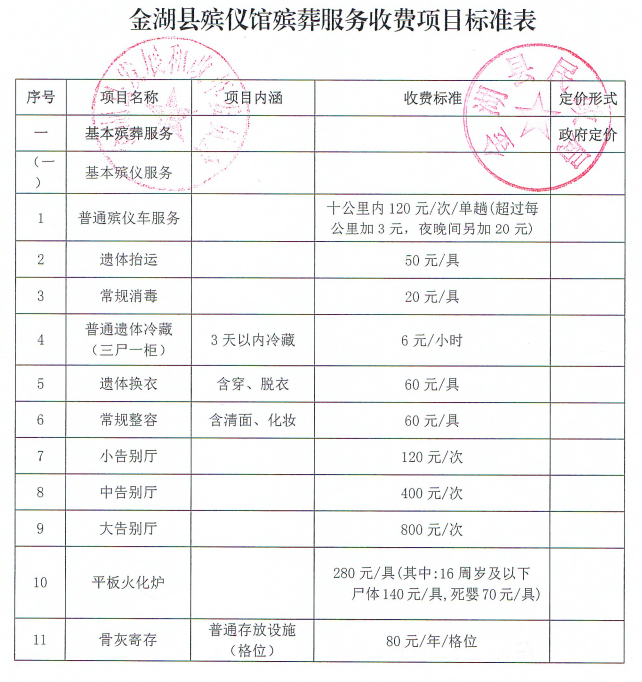 金湖县殡仪馆殡葬服务收费项目标准表
序号 项目名称 项目内涵 收费标准 定价形式
一 基本殡葬服务 政府定价
(一) 基本殡仪服务
1 普通殡仪车服务 十公里内 120 元/次/单趟(超过每
公里加 3 元，夜晚间另加 20 元)
2 遗体抬运 50 元/具
3 常规消毒 20 元/具
4 普通遗体冷藏
（三尸一柜） 3 天以内冷藏 6 元/小时
5 遗体换衣 含穿、脱衣 60 元/具
6 常规整容 含清面、化妆 60 元/具
7 小告别厅 120 元/次
8 中告别厅 400 元/次
9 大告别厅 800 元/次
10 平板火化炉 280 元/具(其中:16 周岁及以下
尸体 140 元/具,死婴 70 元/具)
11 骨灰寄存 普通存放设施
（格位） 80 元/年/格位